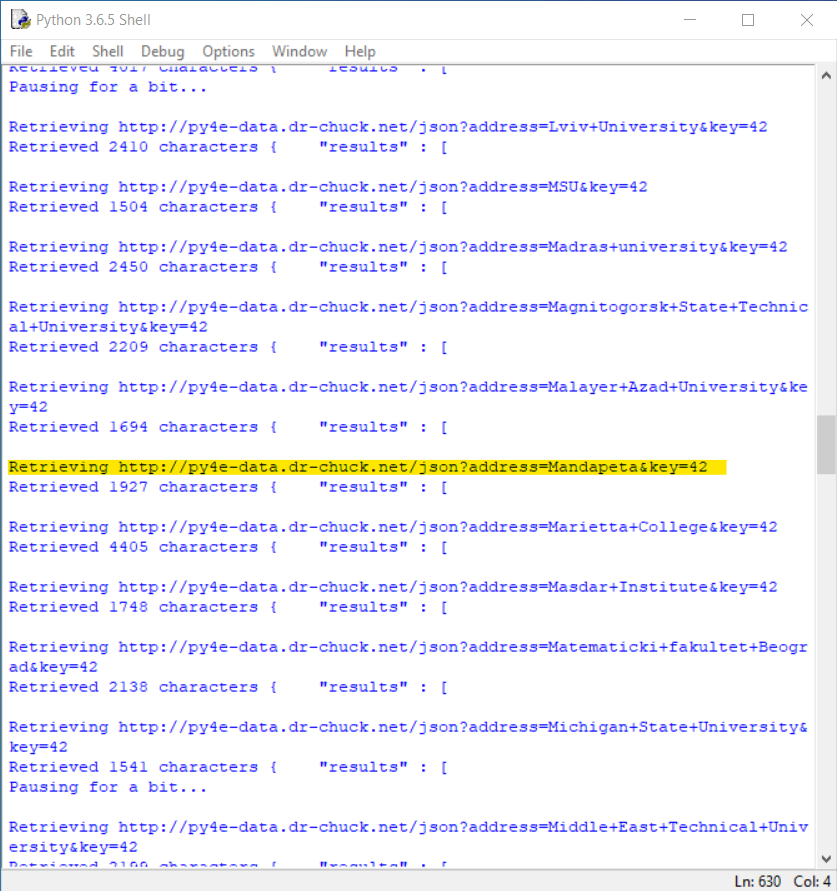 Python 3.6.5 Shell
File Edit Shell Debug Options Window Help
Retrieved 4017 characters { "results" : [
Pausing for a bit...
Retrieving http://py4e-data.dr-chuck.net/json?address=Lviv+University&key=42
Retrieved 2410 characters { "results" : [
Retrieving http://py4e-data.dr-chuck.net/json?address=MSU&key=42
Retrieved 1504 characters { "results" : [
Retrieving http://py4e-data.dr-chuck.net/json?address=Madras+university&key=42
Retrieved 2450 characters { "results" : [
Retrieving http://py4e-data.dr-chuck.net/json?address=Magnitogorsk+State+Technic
al+University&key=42
Retrieved 2209 characters { "results" : [
Retrieving http://py4e-data.dr-chuck.net/json?address=Malayer+Azad+University&ke
y=42
Retrieved 1694 characters { "results" : [
Retrieving http://py4e-data.dr-chuck.net/json?address=Mandapeta&key=42
Retrieved 1927 characters { "results" : [
Retrieving http://py4e-data.dr-chuck.net/json?address=Marietta+College&key=42
Retrieved 4405 characters { "results" : [
Retrieving http://py4e-data.dr-chuck.net/json?address=Masdar+Institute&key=42
Retrieved 1748 characters { "results" : [
Retrieving http://py4e-data.dr-chuck.net/json?address=Matematicki+fakultet+Beogr
ad&key=42
Retrieved 2138 characters { "results" : [
Retrieving http://py4e-data.dr-chuck.net/json?address=Michigan+State+University&
key=42
Retrieved 1541 characters { "results" : [
Pausing for a bit...
Retrieving http://py4e-data.dr-chuck.net/json?address=Middle+East+Technical+Univ
ersity&key=42
Retrieved 2199 characters { "results" : [
Ln: 630 Col: 4